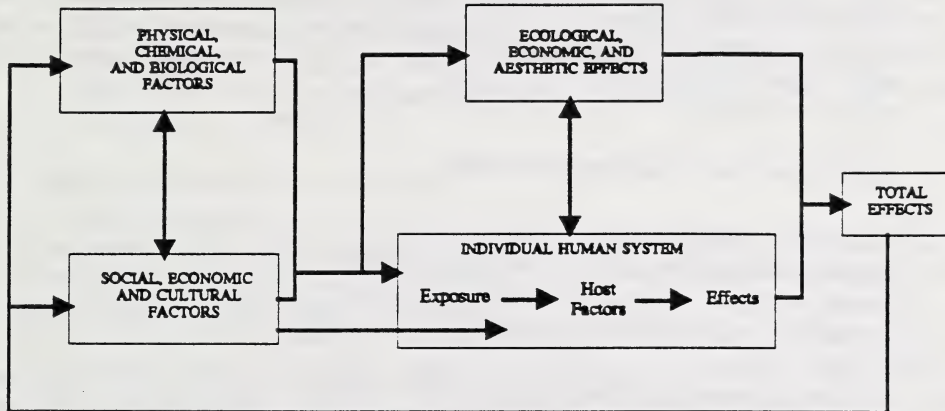 PHYSICAL,
CHEMICAL,
AND BIOLOGICAL
FACTORS
ECOLOGICAL,
ECONOMIC, AND
AESTHETIC EFFECTS
TOTAL
EFFECTS
SOCIAL, ECONOMIC
AND CULTURAL
FACTORS
INDIVIDUAL HUMAN SYSTEM
Exposure
Host
Factors
Effects